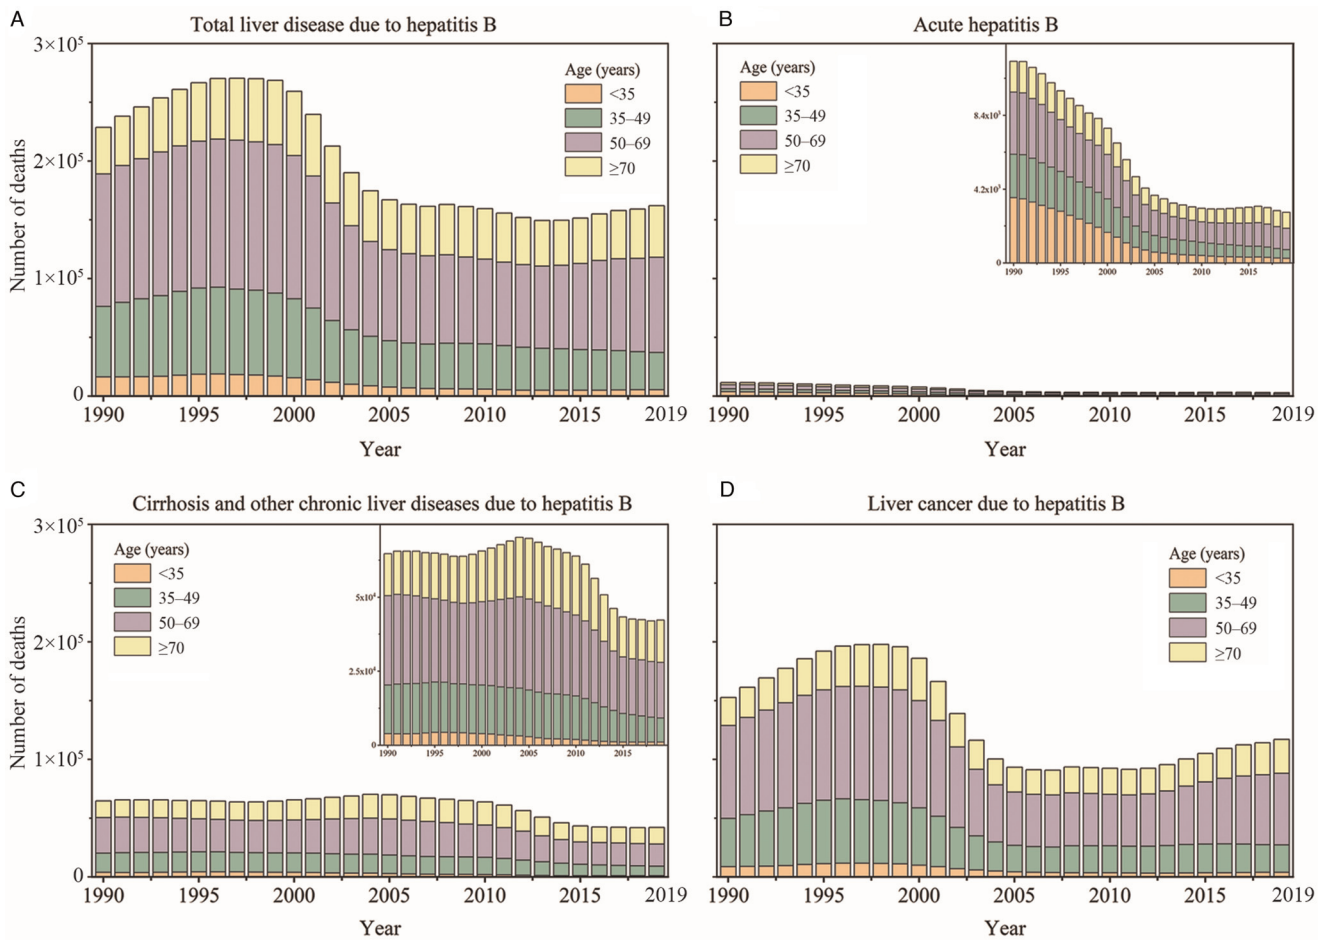 A
Total liver disease due to hepatitis B
Number of deaths
3×10⁵
2×10⁵
1×10⁵
0
Age (years)
<35
35–49
50–69
≥70
1990 1995 2000 2005 2010 2015 2019
Year
B
Acute hepatitis B
Age (years)
<35
35–49
50–69
≥70
8.4x10³
4.2x10³
0
1990 1995 2000 2005 2010 2015
1990 1995 2000 2005 2010 2015 2019
Year
C
Cirrhosis and other chronic liver diseases due to hepatitis B
Number of deaths
3×10⁵
2×10⁵
1×10⁵
0
Age (years)
<35
35–49
50–69
≥70
5x10⁴
2.5x10⁴
0
1990 1995 2000 2005 2010 2015
1990 1995 2000 2005 2010 2015 2019
Year
D
Liver cancer due to hepatitis B
Age (years)
<35
35–49
50–69
≥70
1990 1995 2000 2005 2010 2015 2019
Year